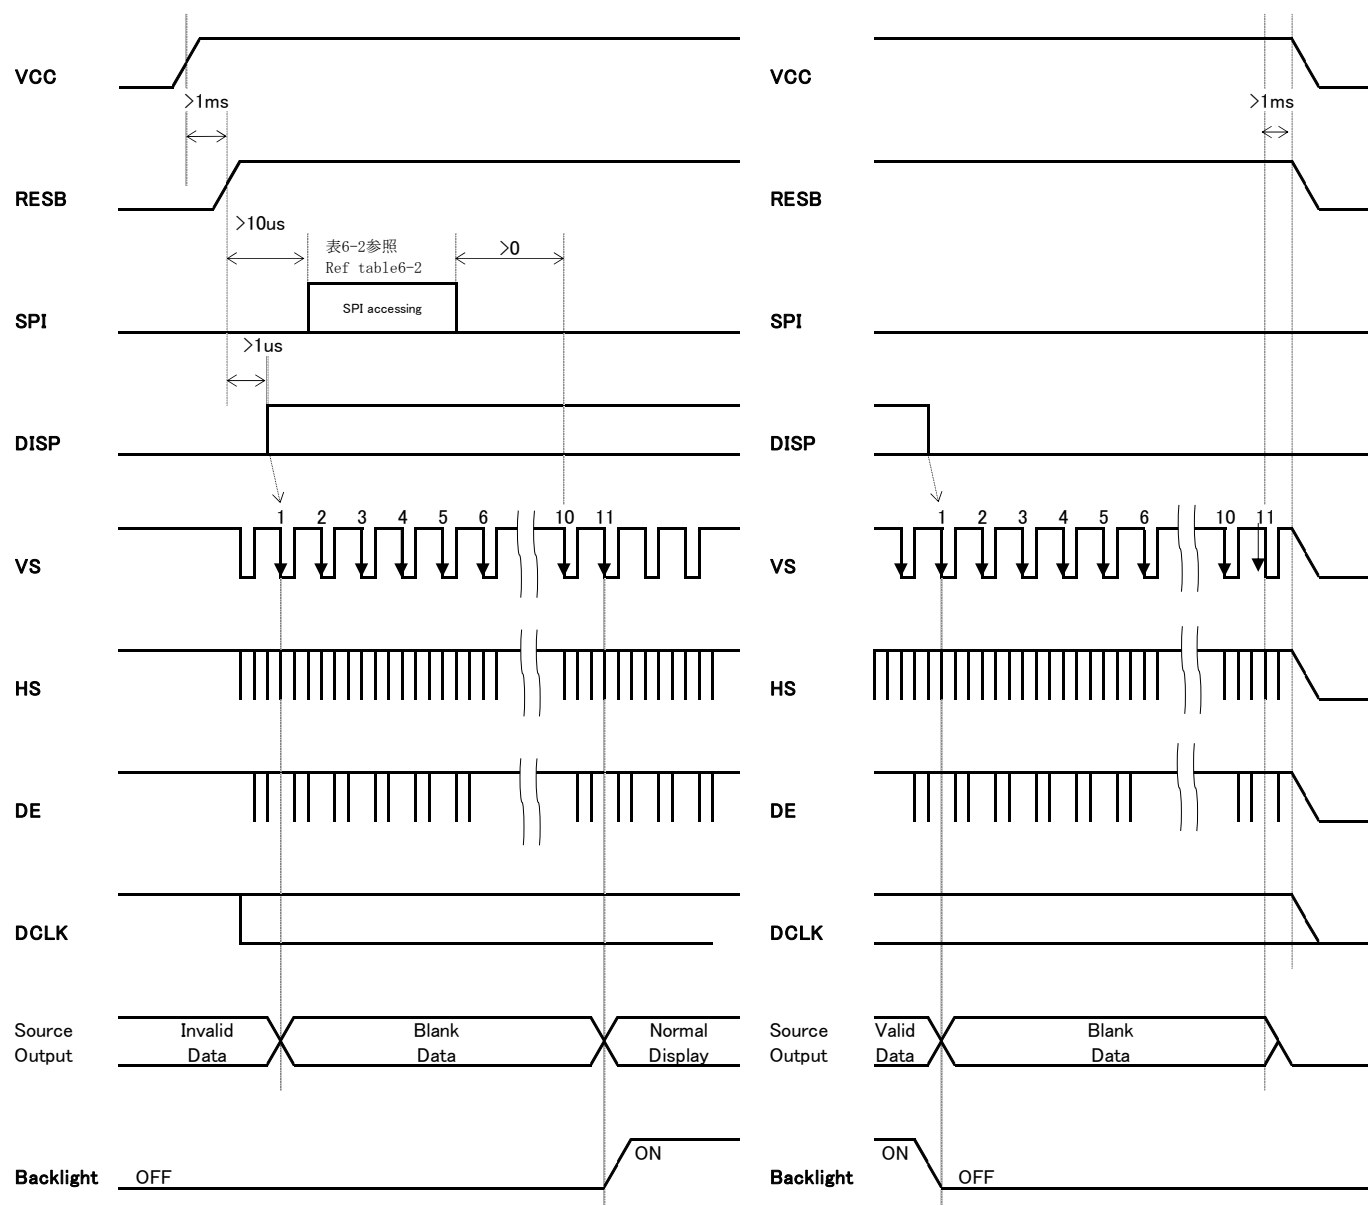 VCC
>1ms
RESB
>10us
表6-2参照
Ref table6-2
>0
SPI accessing
SPI
>1us
DISP
1 2 3 4 5 6 10 11
VS
HS
DE
DCLK
Source
Output
Invalid
Data
Blank
Data
Normal
Display
Backlight
OFF
ON
VCC
>1ms
RESB
SPI
DISP
1 2 3 4 5 6 10 11
VS
HS
DE
DCLK
Source
Output
Valid
Data
Blank
Data
Backlight
ON
OFF